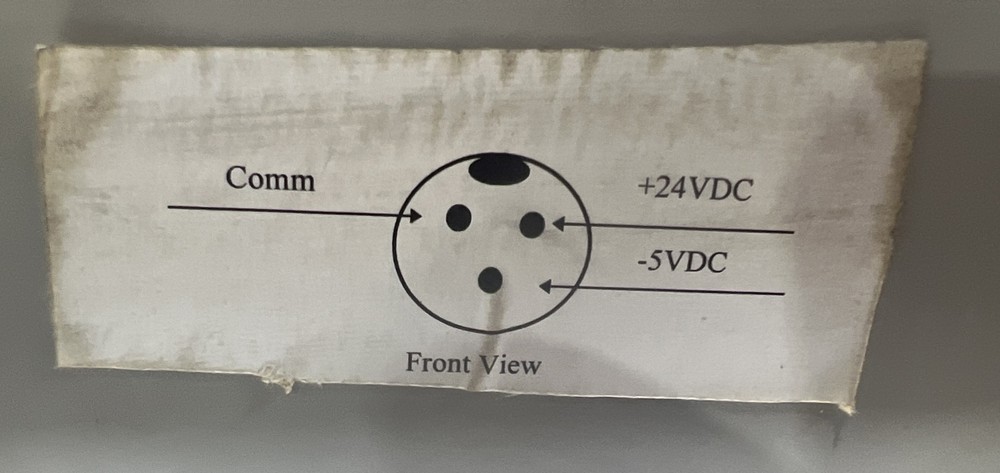 Comm
+24VDC
-5VDC
Front View